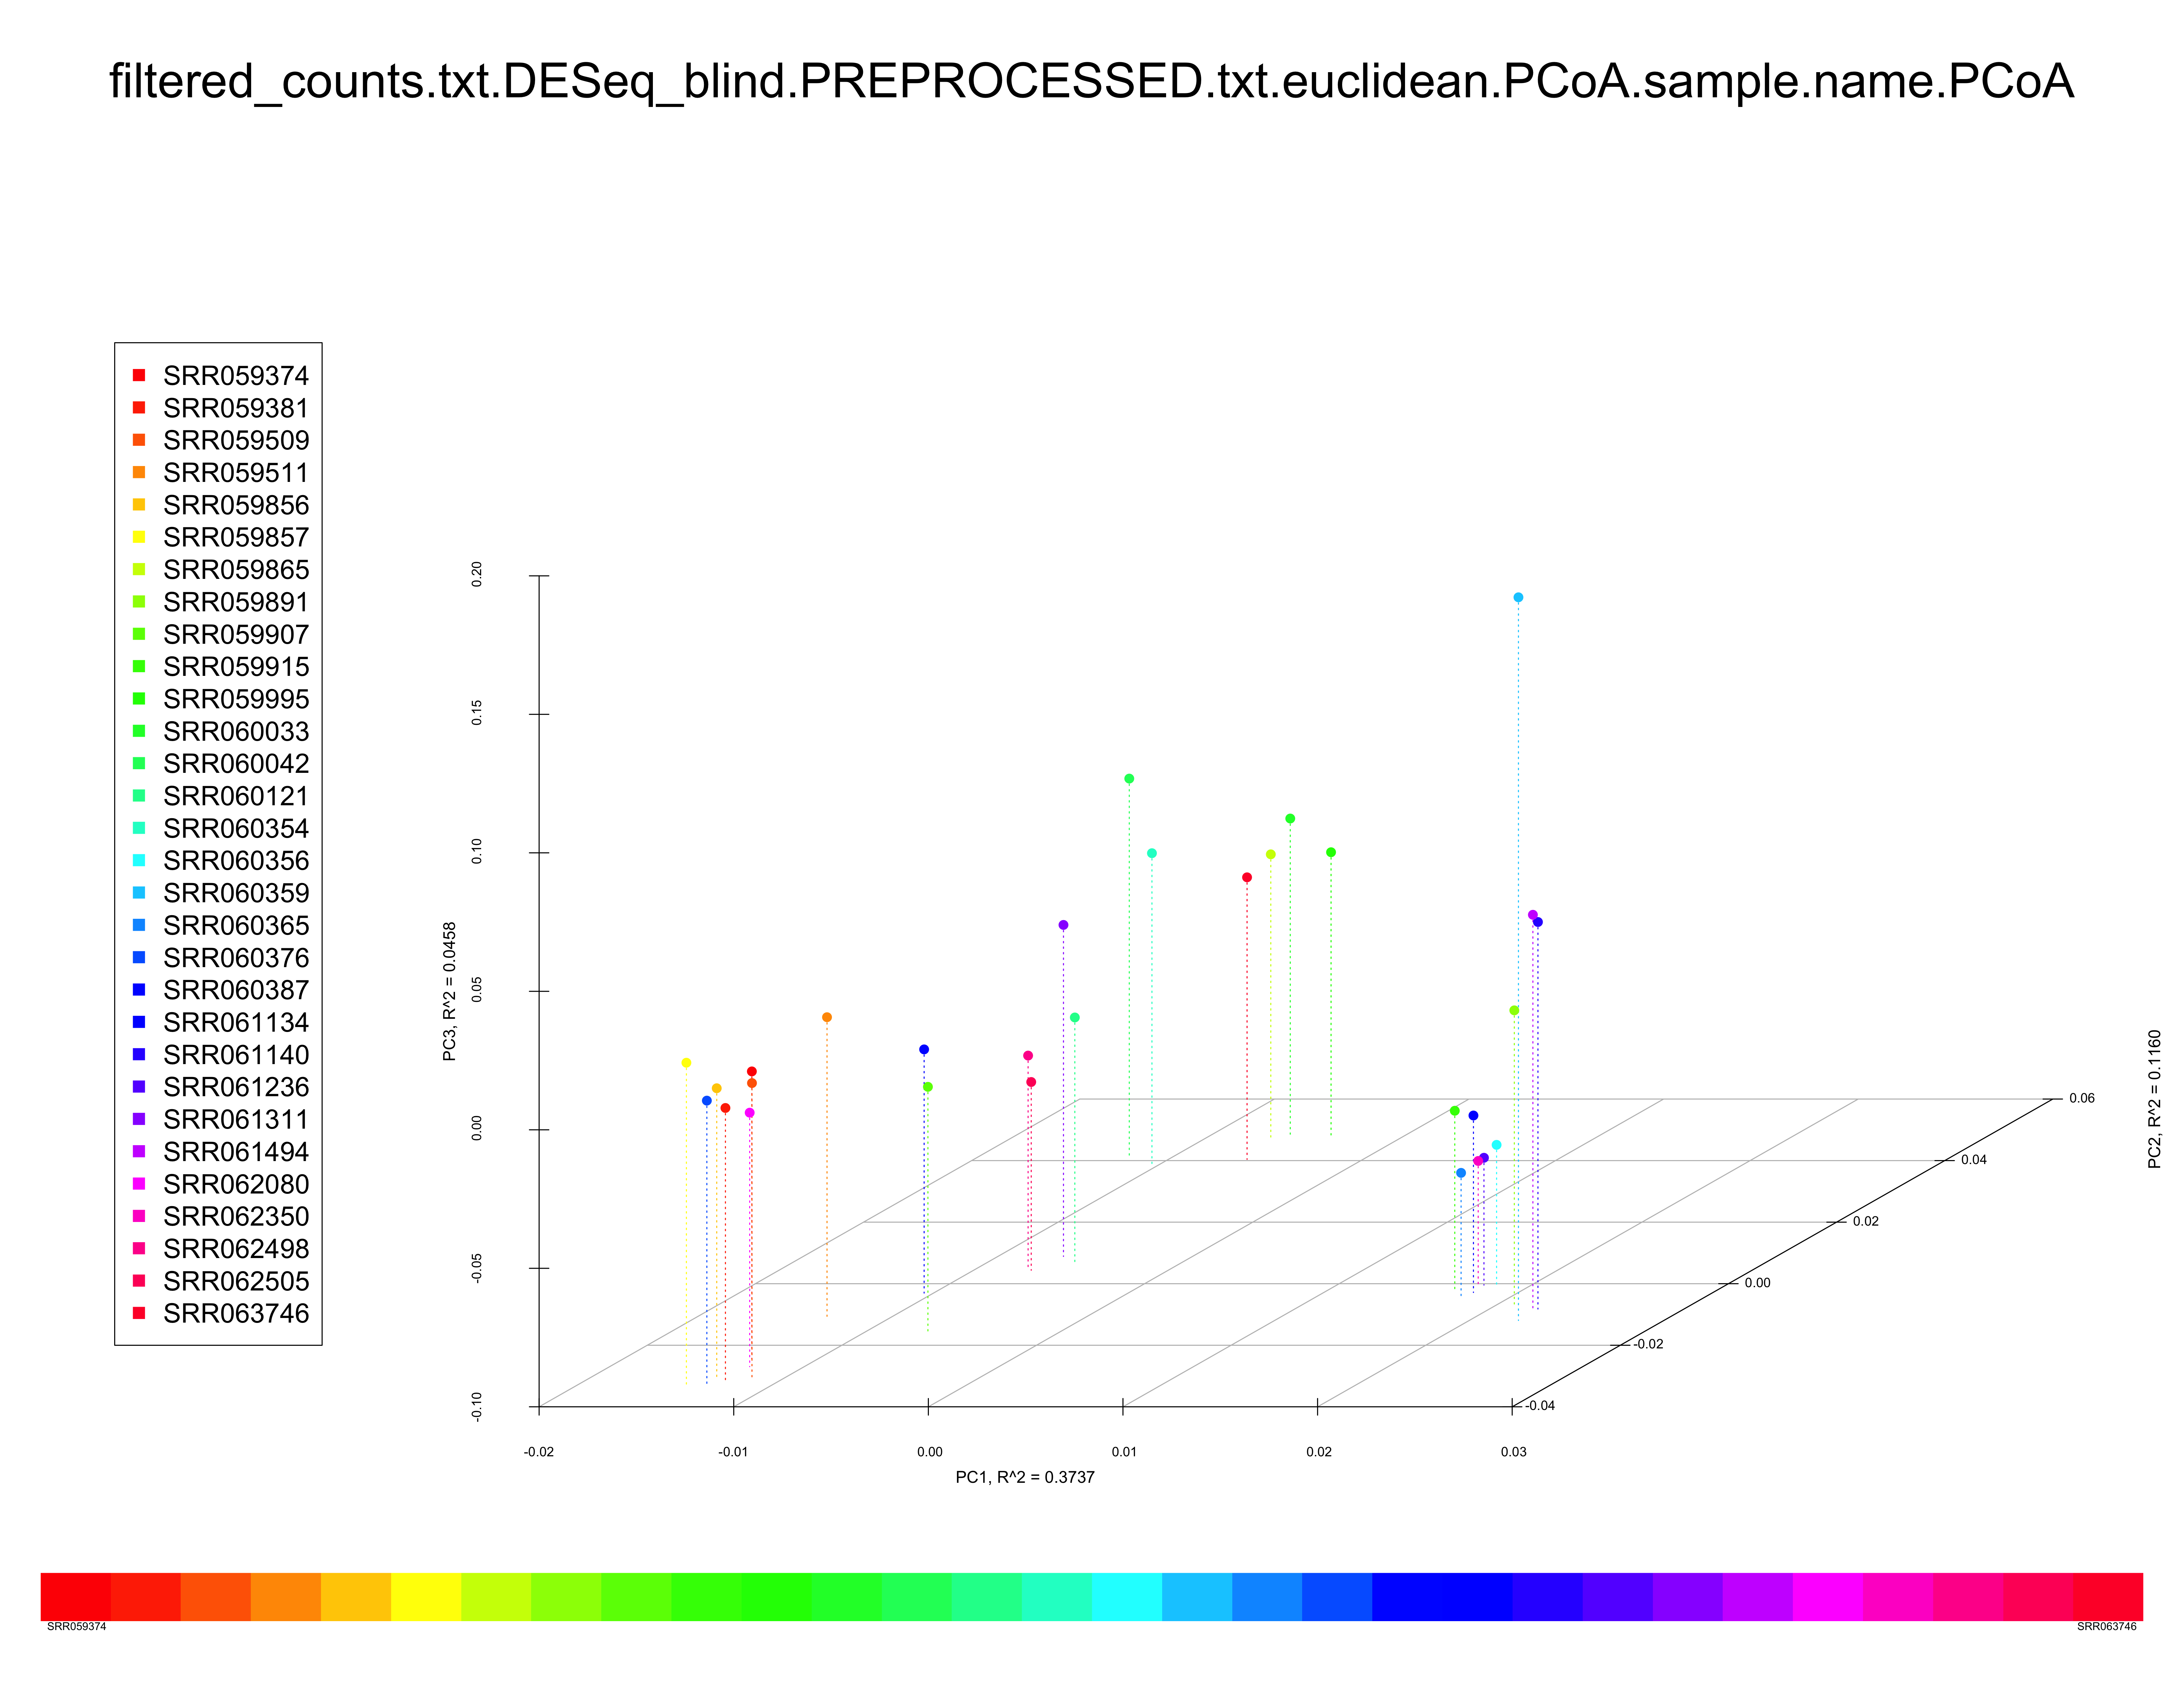 filtered_counts.txt.DESeq_blind.PREPROCESSED.txt.euclidean.PCoA.sample.name.PCoA
SRR059374
SRR059381
SRR059509
SRR059511
SRR059856
SRR059857
SRR059865
SRR059891
SRR059907
SRR059915
SRR059995
SRR060033
SRR060042
SRR060121
SRR060354
SRR060356
SRR060359
SRR060365
SRR060376
SRR060387
SRR061134
SRR061140
SRR061236
SRR061311
SRR061494
SRR062080
SRR062350
SRR062498
SRR062505
SRR063746
PC3, R^2 = 0.0458
0.20
0.15
0.10
0.05
0.00
-0.05
-0.10
-0.02
-0.01
0.00
0.01
0.02
0.03
PC1, R^2 = 0.3737
0.06
0.04
0.02
0.00
-0.02
-0.04
PC2, R^2 = 0.1160
SRR059374
SRR063746